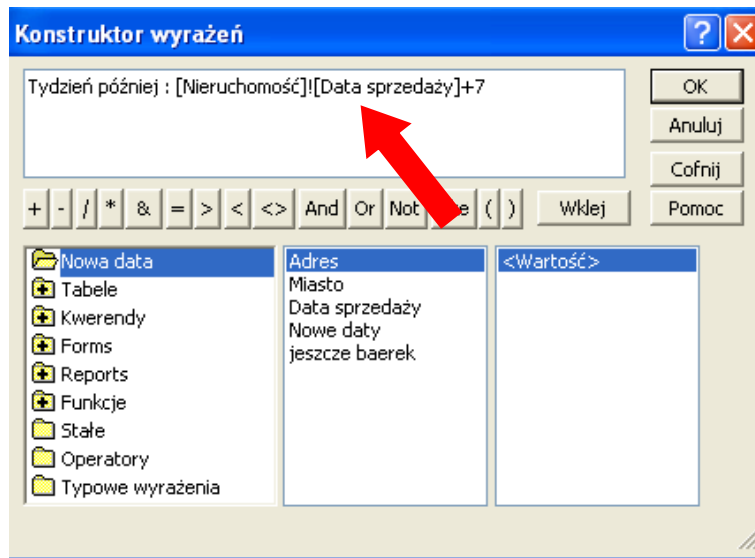 Konstruktor wyrażeń
Tydzień później : [Nieruchomość]![Data sprzedaży]+7
OK
Anuluj
Cofnij
+ - / * & = > < <> And Or Not ( ) Wklej Pomoc
Nowa data
Tabele
Kwerendy
Forms
Reports
Funkcje
Stałe
Operatory
Typowe wyrażenia
Adres
Miasto
Data sprzedaży
Nowe daty
jeszcze baerek
<Wartość>